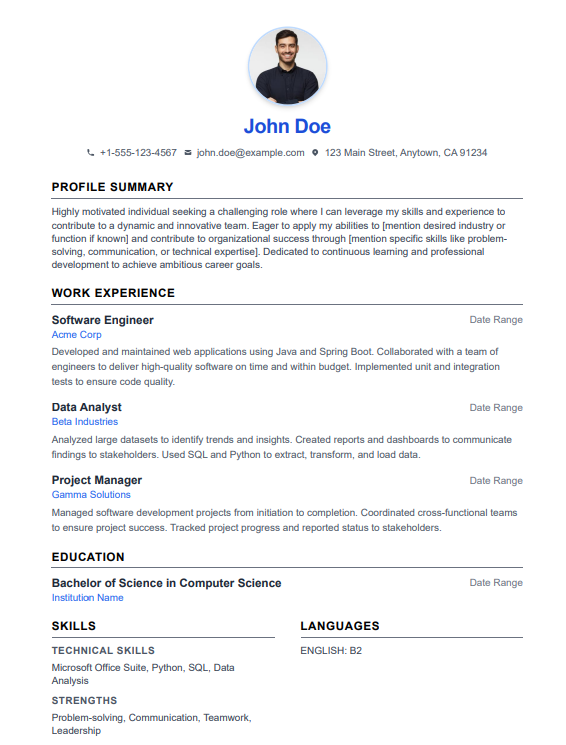 John Doe
+1-555-123-4567 john.doe@example.com 123 Main Street, Anytown, CA 91234
PROFILE SUMMARY
Highly motivated individual seeking a challenging role where I can leverage my skills and experience to
contribute to a dynamic and innovative team. Eager to apply my abilities to [mention desired industry or
function if known] and contribute to organizational success through [mention specific skills like problem-
solving, communication, or technical expertise]. Dedicated to continuous learning and professional
development to achieve ambitious career goals.
WORK EXPERIENCE
Software Engineer Date Range
Acme Corp
Developed and maintained web applications using Java and Spring Boot. Collaborated with a team of
engineers to deliver high-quality software on time and within budget. Implemented unit and integration
tests to ensure code quality.
Data Analyst Date Range
Beta Industries
Analyzed large datasets to identify trends and insights. Created reports and dashboards to communicate
findings to stakeholders. Used SQL and Python to extract, transform, and load data.
Project Manager Date Range
Gamma Solutions
Managed software development projects from initiation to completion. Coordinated cross-functional teams
to ensure project success. Tracked project progress and reported status to stakeholders.
EDUCATION
Bachelor of Science in Computer Science Date Range
Institution Name
SKILLS
TECHNICAL SKILLS
Microsoft Office Suite, Python, SQL, Data
Analysis
STRENGTHS
Problem-solving, Communication, Teamwork,
Leadership
LANGUAGES
ENGLISH: B2